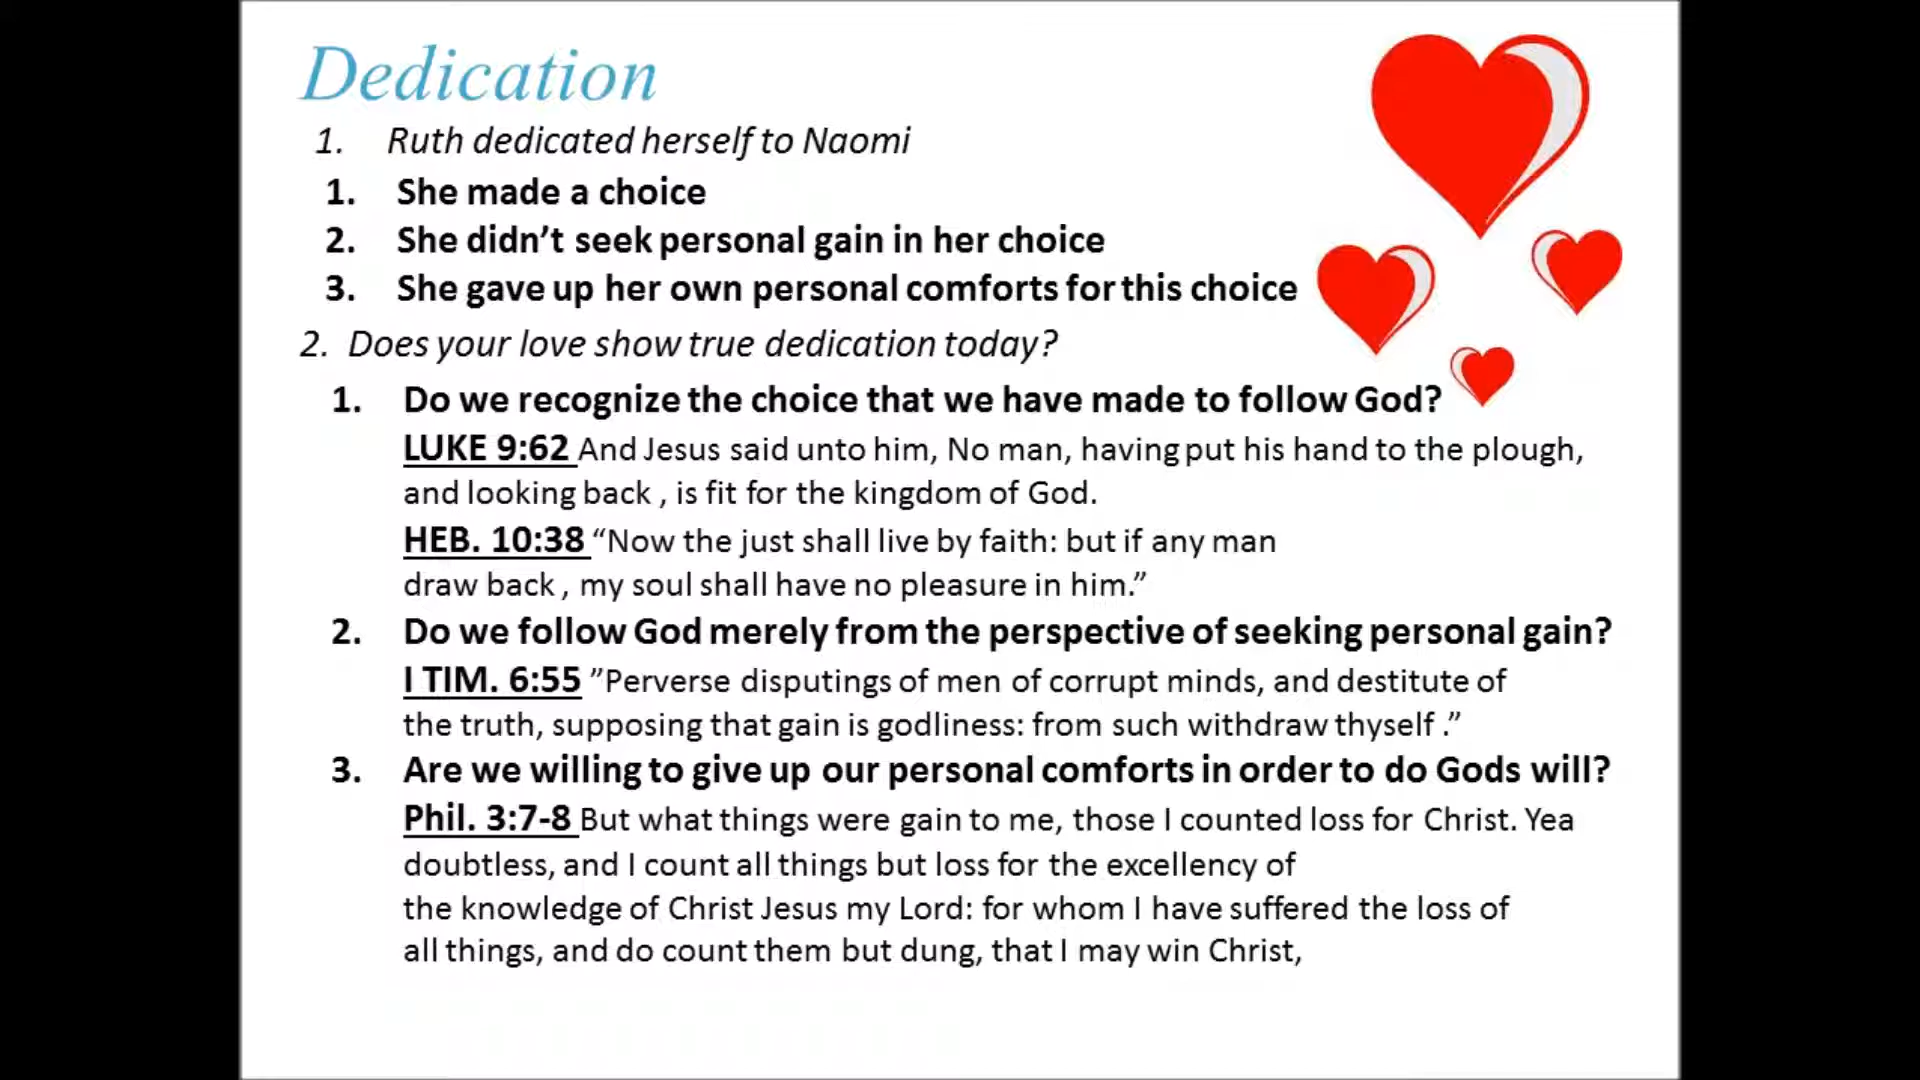 Dedication
1. Ruth dedicated herself to Naomi
1. She made a choice
2. She didn’t seek personal gain in her choice
3. She gave up her own personal comforts for this choice
2. Does your love show true dedication today?
1. Do we recognize the choice that we have made to follow God?
LUKE 9:62 And Jesus said unto him, No man, having put his hand to the plough,
and looking back , is fit for the kingdom of God.
HEB. 10:38 “Now the just shall live by faith: but if any man
draw back , my soul shall have no pleasure in him.”
2. Do we follow God merely from the perspective of seeking personal gain?
I TIM. 6:55 ”Perverse disputings of men of corrupt minds, and destitute of
the truth, supposing that gain is godliness: from such withdraw thyself .”
3. Are we willing to give up our personal comforts in order to do Gods will?
Phil. 3:7-8 But what things were gain to me, those I counted loss for Christ. Yea
doubtless, and I count all things but loss for the excellency of
the knowledge of Christ Jesus my Lord: for whom I have suffered the loss of
all things, and do count them but dung, that I may win Christ,